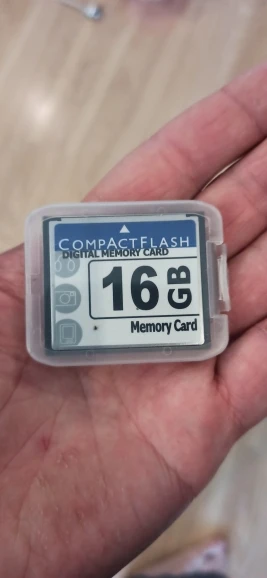 COMPACTFLASH
DIGITAL MEMORY CARD
16 GB
Memory Card